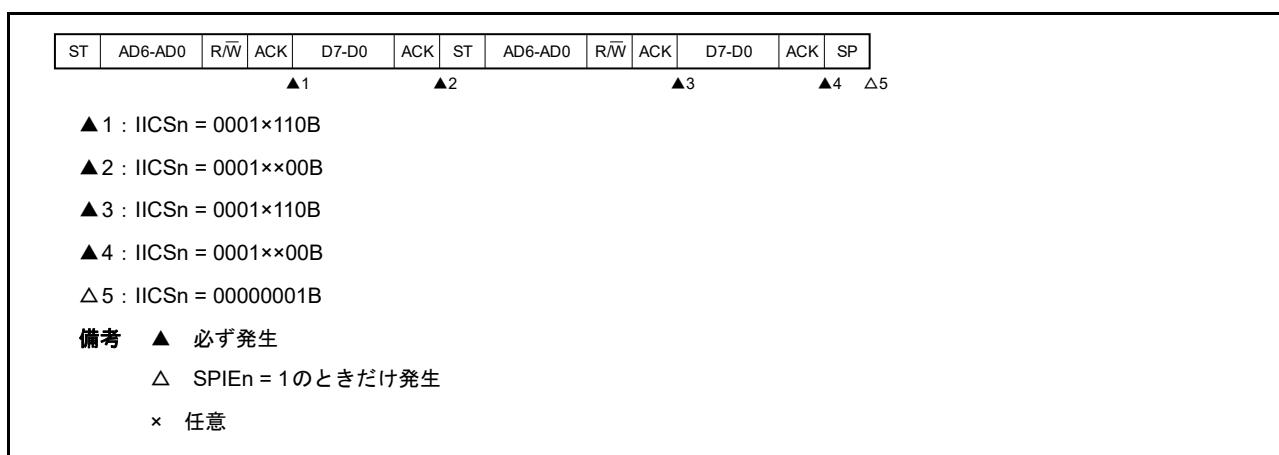 ST AD6-AD0 R/W̅ ACK D7-D0 ACK ST AD6-AD0 R/W̅ ACK D7-D0 ACK SP
▲1 ▲2 ▲3 ▲4 △5
▲1：IICSn = 0001×110B
▲2：IICSn = 0001××00B
▲3：IICSn = 0001×110B
▲4：IICSn = 0001××00B
△5：IICSn = 00000001B
備考 ▲ 必ず発生
△ SPIEn = 1のときだけ発生
× 任意